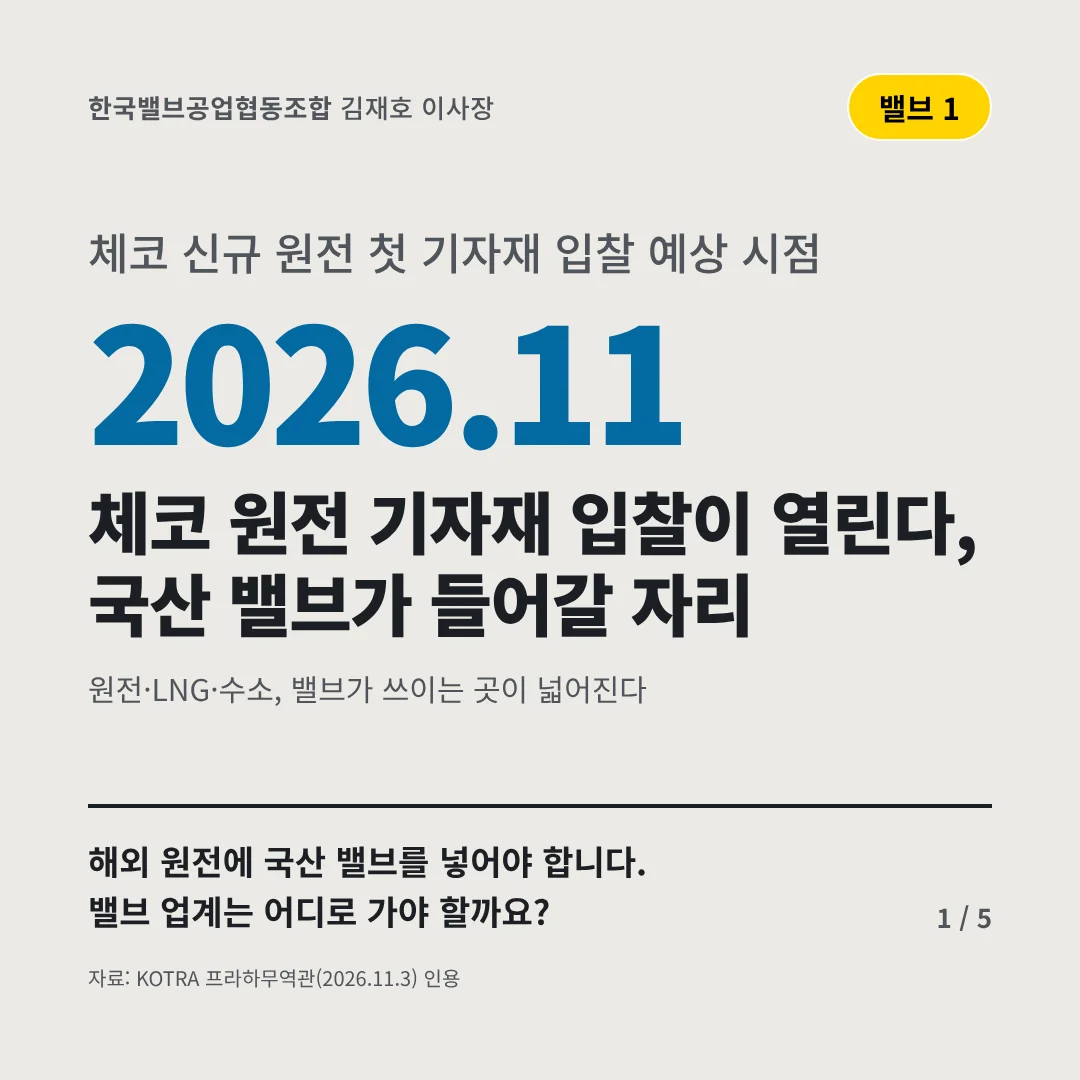 한국밸브공업협동조합 김재호 이사장
밸브 1
체코 신규 원전 첫 기자재 입찰 예상 시점
2026.11
체코 원전 기자재 입찰이 열린다,
국산 밸브가 들어갈 자리
원전·LNG·수소, 밸브가 쓰이는 곳이 넓어진다
해외 원전에 국산 밸브를 넣어야 합니다.
밸브 업계는 어디로 가야 할까요?
1 / 5
자료: KOTRA 프라하무역관(2026.11.3) 인용